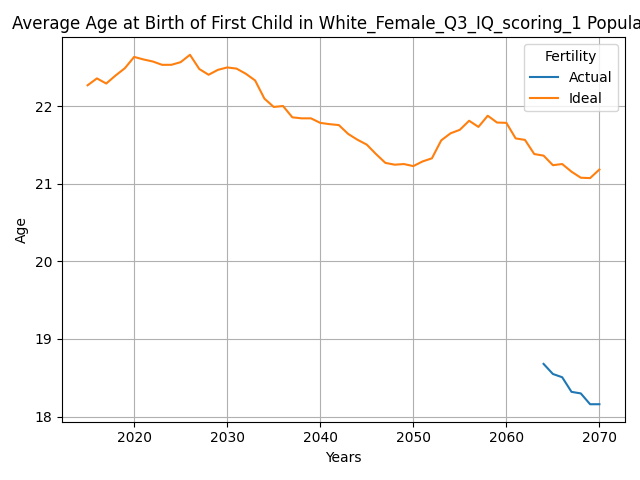 Average Age at Birth of First Child in White_Female_Q3_IQ_scoring_1 Popula
Fertility
Actual
Ideal
22
21
20
19
18
Age
2020 2030 2040 2050 2060 2070
Years